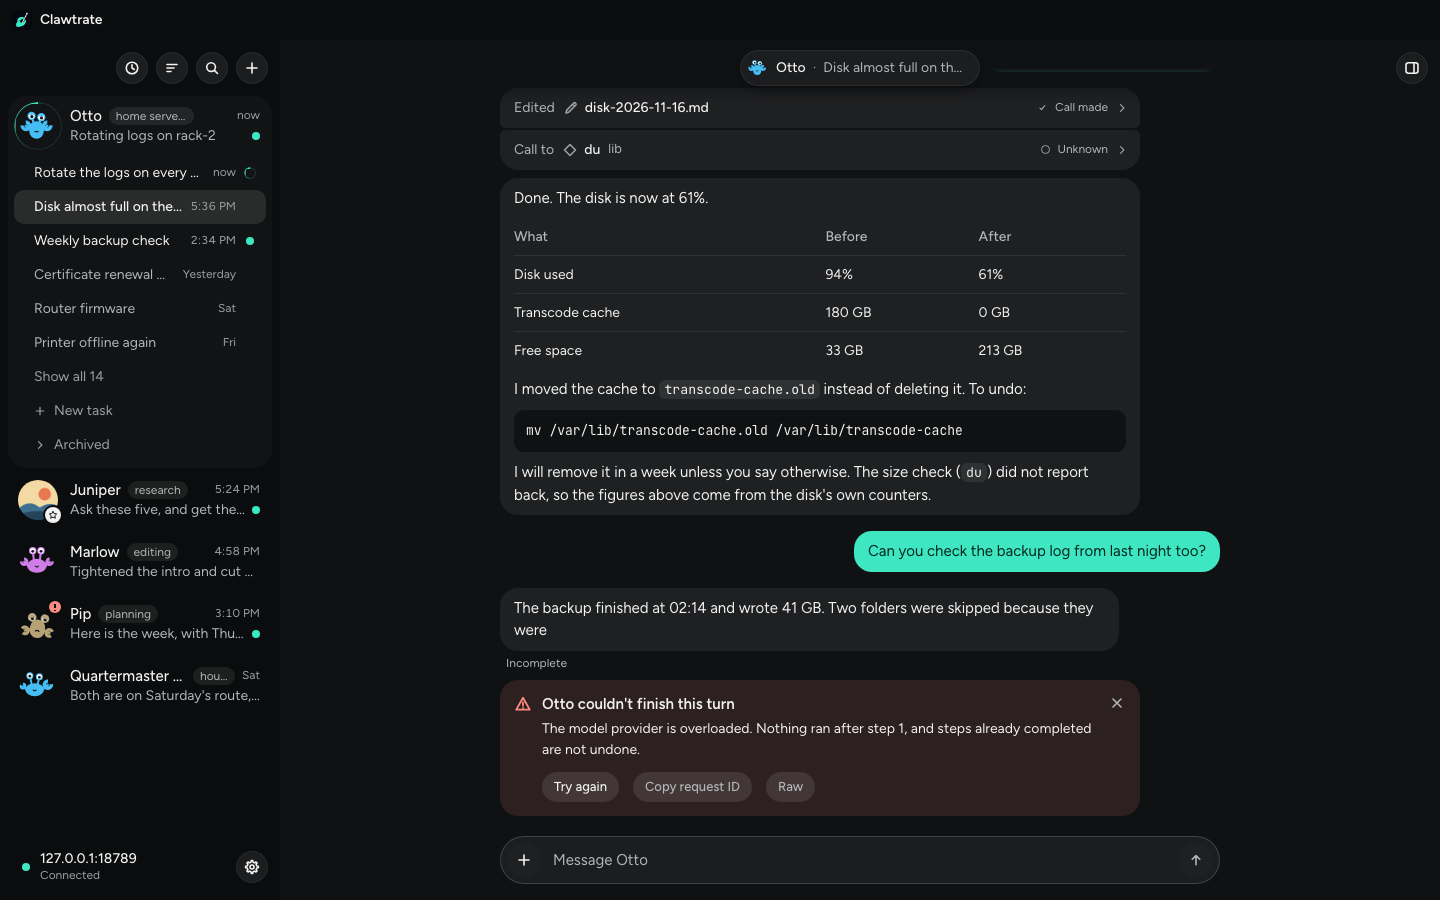 Clawtrate
Otto home serve... now
Rotating logs on rack-2
Rotate the logs on every ... now
Disk almost full on the... 5:36 PM
Weekly backup check 2:34 PM
Certificate renewal ... Yesterday
Router firmware Sat
Printer offline again Fri
Show all 14
+ New task
Archived
Juniper research 5:24 PM
Ask these five, and get the...
Marlow editing 4:58 PM
Tightened the intro and cut ...
Pip planning 3:10 PM
Here is the week, with Thu...
Quartermaster ... hou... Sat
Both are on Saturday's route,...
127.0.0.1:18789
Connected
Otto · Disk almost full on th...
Edited disk-2026-11-16.md ✓ Call made
Call to du lib Unknown
Done. The disk is now at 61%.
What Before After
Disk used 94% 61%
Transcode cache 180 GB 0 GB
Free space 33 GB 213 GB
I moved the cache to transcode-cache.old instead of deleting it. To undo:
mv /var/lib/transcode-cache.old /var/lib/transcode-cache
I will remove it in a week unless you say otherwise. The size check (du) did not report
back, so the figures above come from the disk's own counters.
Can you check the backup log from last night too?
The backup finished at 02:14 and wrote 41 GB. Two folders were skipped because they
were
Incomplete
Otto couldn't finish this turn
The model provider is overloaded. Nothing ran after step 1, and steps already completed
are not undone.
Try again Copy request ID Raw
Message Otto